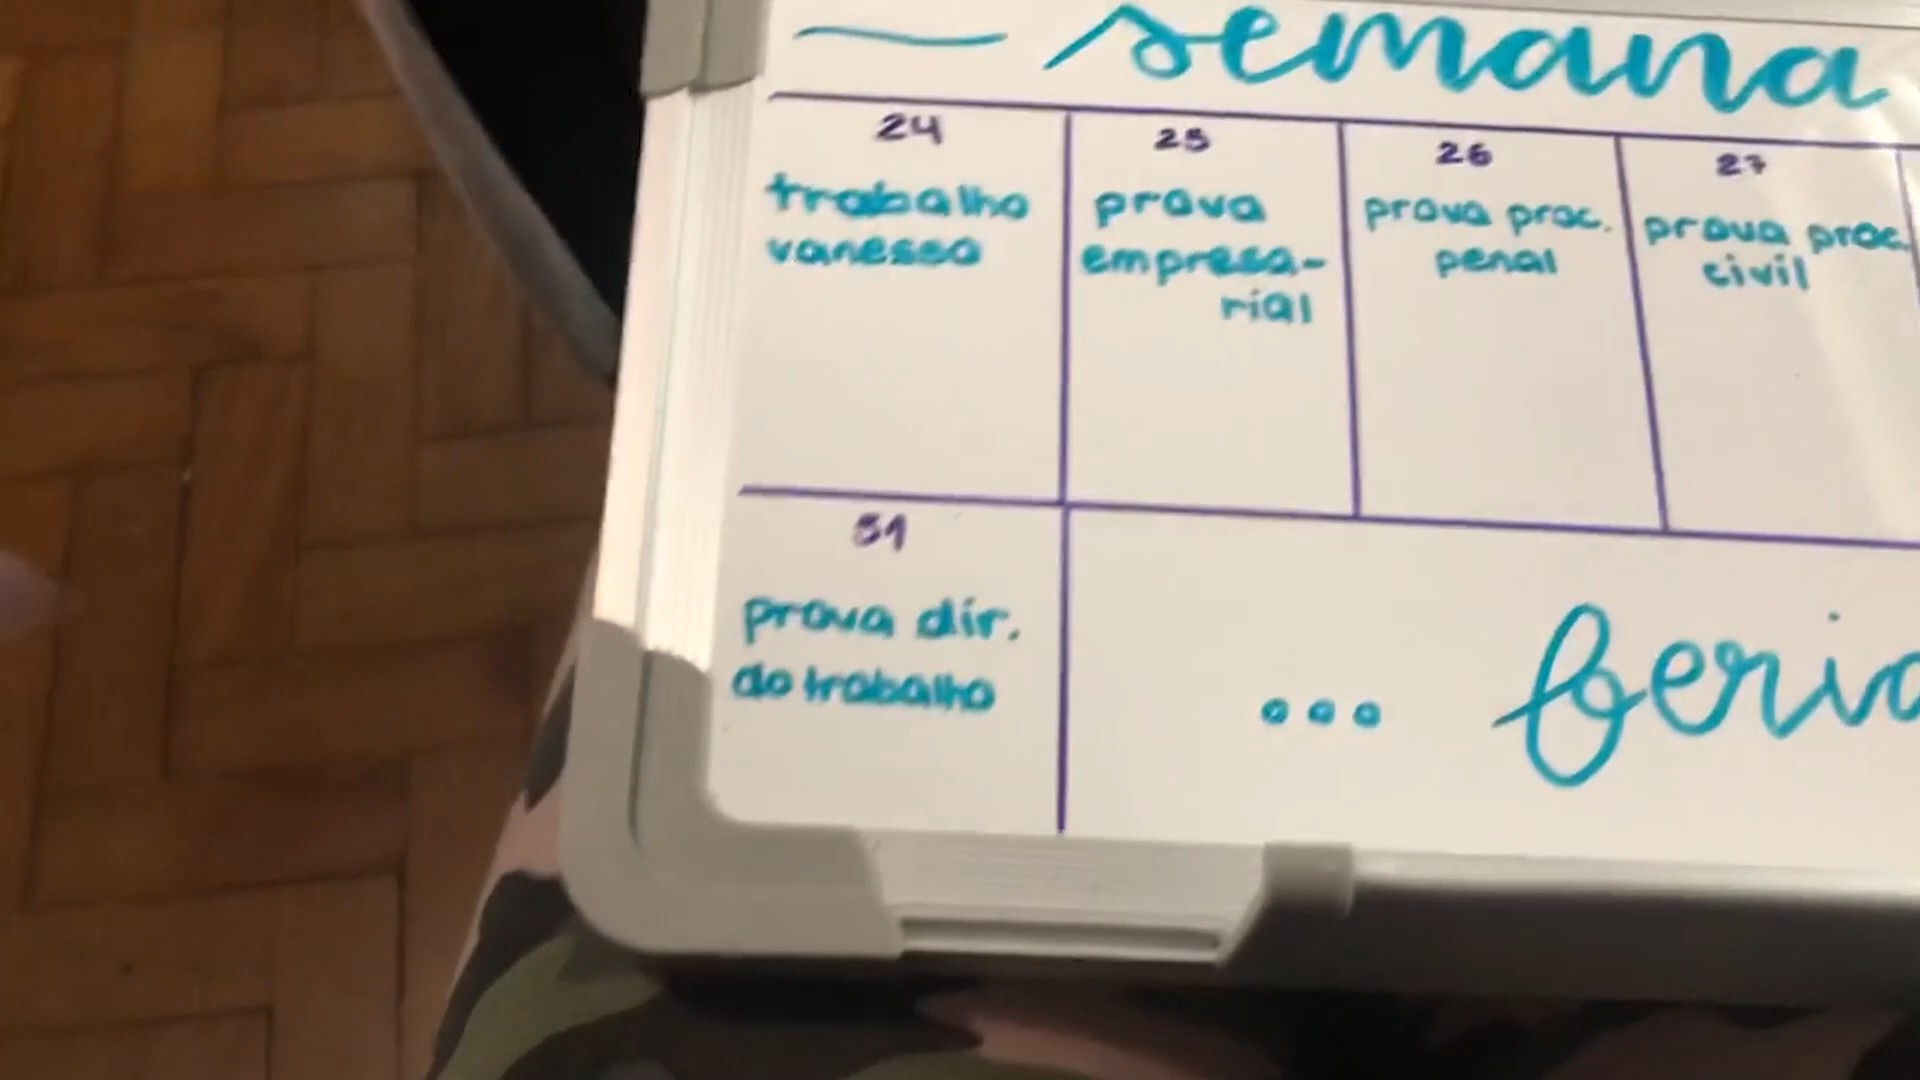 semana
24
trabalho
vanessa
25
prova
empresa-
rial
26
prova proc.
penal
27
prova proc.
civil
31
prova dir.
do trabalho
...